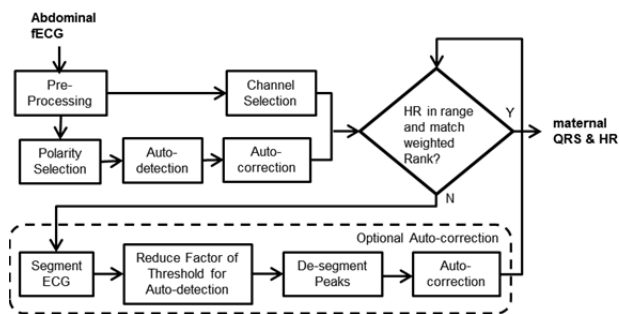 Abdominal
fECG
Pre-
Processing
Channel
Selection
Polarity
Selection
Auto-
detection
Auto-
correction
HR in range
and match
weighted
Rank?
Y
N
maternal
QRS & HR
Optional Auto-correction
Segment
ECG
Reduce Factor of
Threshold for
Auto-detection
De-segment
Peaks
Auto-
correction